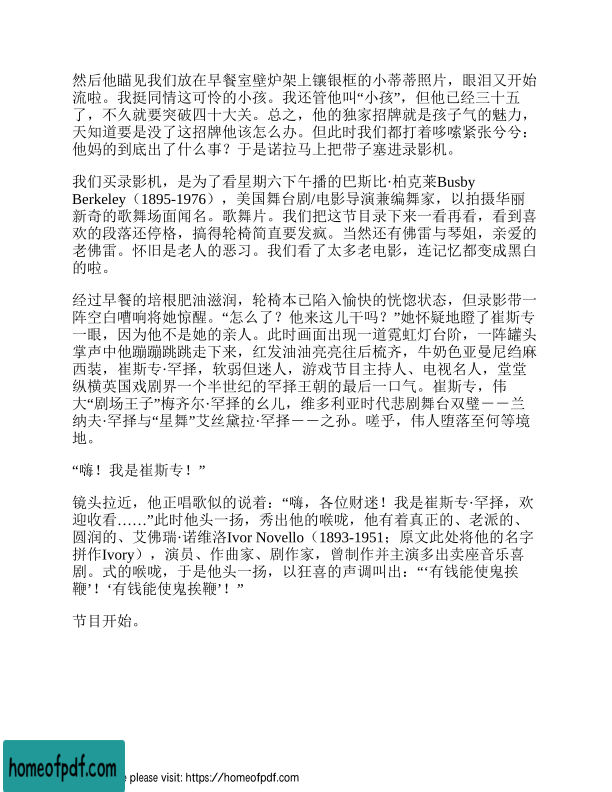 然后他瞄见我们放在早餐室壁炉架上镶银框的小蒂蒂照片，眼泪又开始
流啦。我挺同情这可怜的小孩。我还管他叫“小孩”，但他已经三十五
了，不久就要突破四十大关。总之，他的独家招牌就是孩子气的魅力，
天知道要是没了这招牌他该怎么办。但此时我们都打着哆嗦紧张兮兮：
他妈的到底出了什么事？于是诺拉马上把带子塞进录影机。
我们买录影机，是为了看星期六下午播的巴斯比·柏克莱Busby
Berkeley（1895-1976），美国舞台剧/电影导演兼编舞家，以拍摄华丽
新奇的歌舞场面闻名。歌舞片。我们把这节目录下来一看再看，看到喜
欢的段落还停格，搞得轮椅简直要发疯。当然还有佛雷与琴姐，亲爱的
老佛雷。怀旧是老人的恶习。我们看了太多老电影，连记忆都变成黑白
的啦。
经过早餐的培根肥油滋润，轮椅本已陷入愉快的恍惚状态，但录影带一
阵空白嘈响将她惊醒。“怎么了？他来这儿干吗？”她怀疑地瞪了崔斯专
一眼，因为他不是她的亲人。此时画面出现一道霓虹灯台阶，一阵罐头
掌声中他蹦蹦跳跳走下来，红发油油亮亮往后梳齐，牛奶色亚曼尼绉麻
西装，崔斯专·罕择，软弱但迷人，游戏节目主持人、电视名人，堂堂
纵横英国戏剧界一个半世纪的罕择王朝的最后一口气。崔斯专，伟
大“剧场王子”梅齐尔·罕择的幺儿，维多利亚时代悲剧舞台双璧－－兰
纳夫·罕择与“星舞”艾丝黛拉·罕择－－之孙。嗟乎，伟人堕落至何等境
地。
“嗨！我是崔斯专！”
镜头拉近，他正唱歌似的说着：“嗨，各位财迷！我是崔斯专·罕择，欢
迎收看……”此时他头一扬，秀出他的喉咙，他有着真正的、老派的、
圆润的、艾佛瑞·诺维洛Ivor Novello（1893-1951；原文此处将他的名字
拼作Ivory），演员、作曲家、剧作家，曾制作并主演多出卖座音乐喜
剧。式的喉咙，于是他头一扬，以狂喜的声调叫出：“‘有钱能使鬼挨
鞭’！‘有钱能使鬼挨鞭’！”
节目开始。
homeofpdf.com
e please visit: https://homeofpdf.com